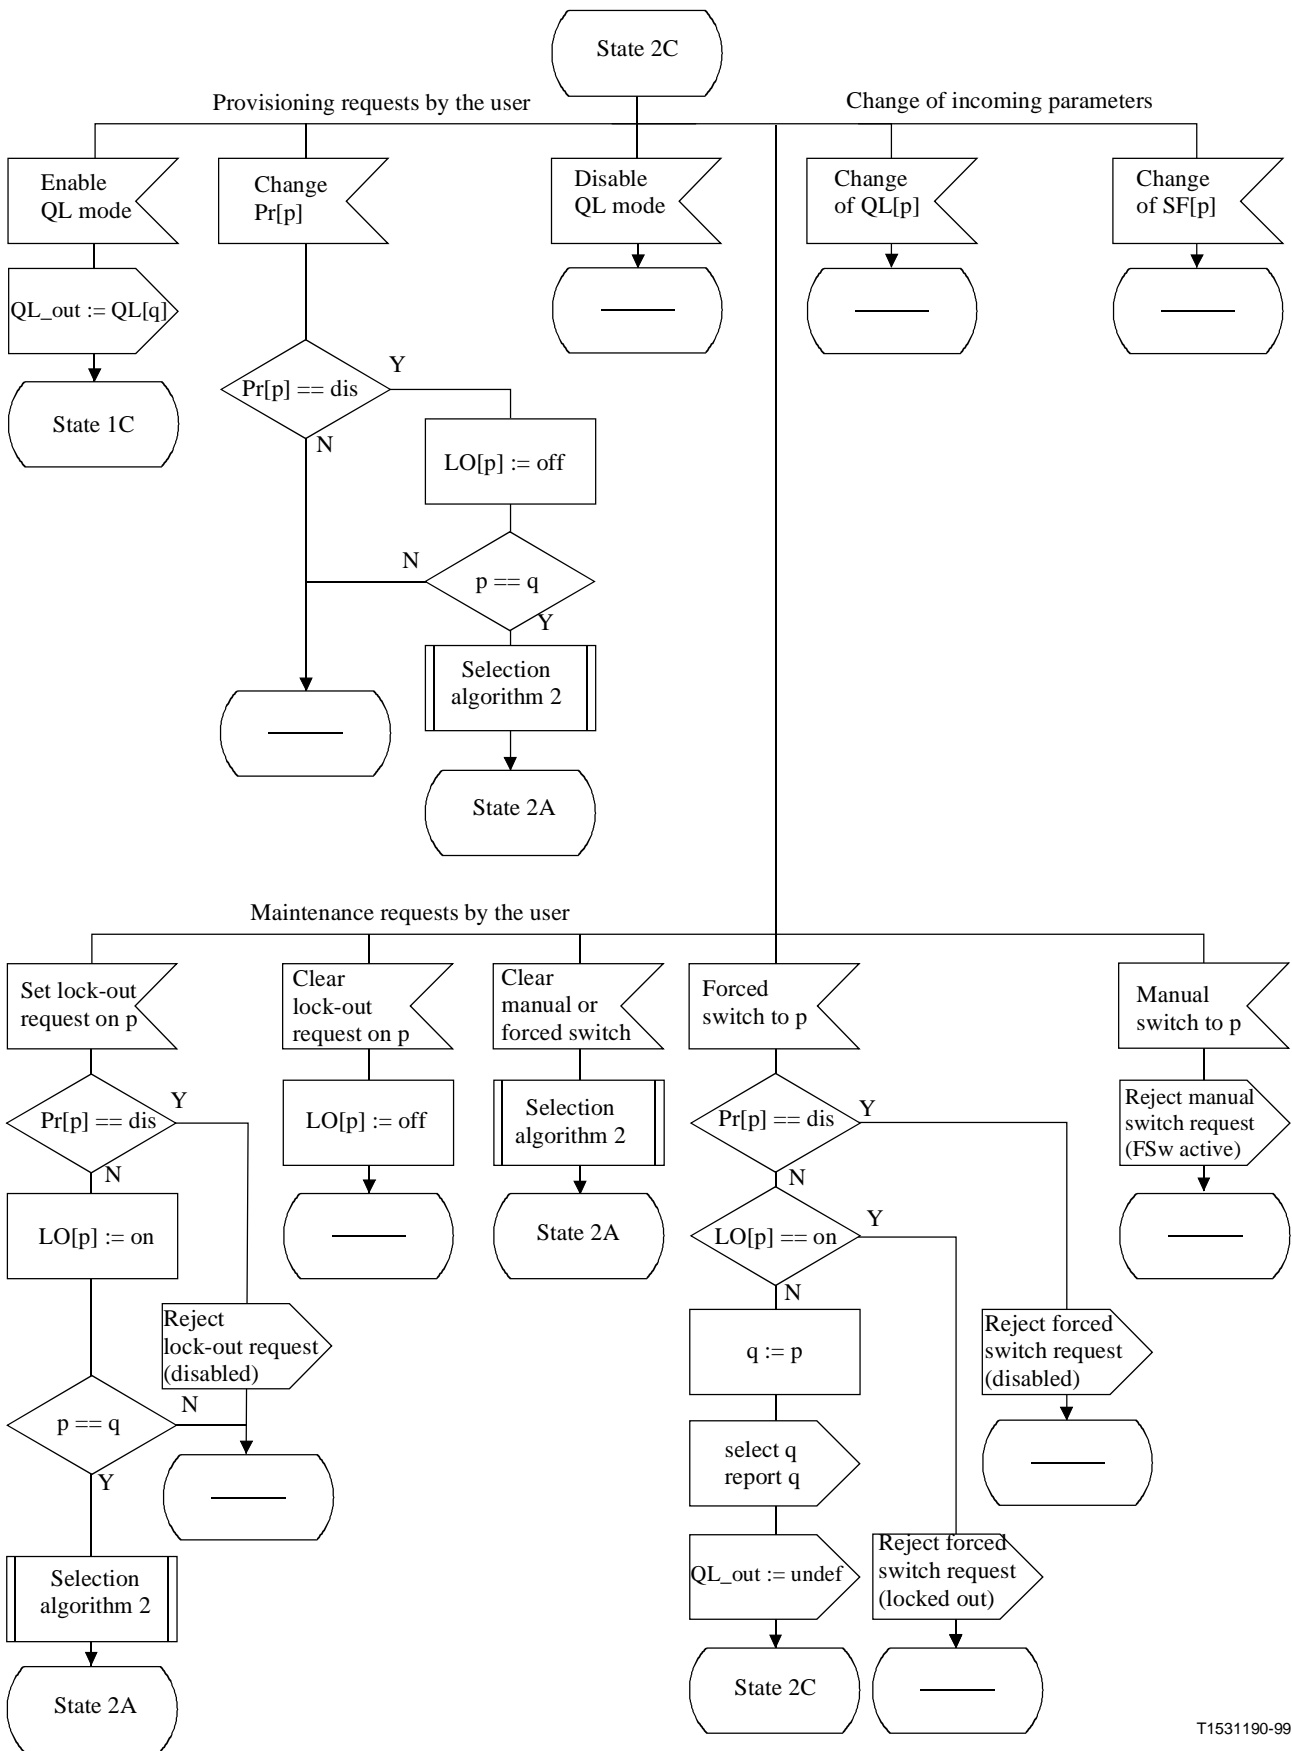 State 2C
Provisioning requests by the user
Change of incoming parameters
Enable
QL mode
Change
Pr[p]
Disable
QL mode
Change
of QL[p]
Change
of SF[p]
QL_out := QL[q]
State 1C
Pr[p] == dis
Y
N
LO[p] := off
p == q
N
Y
Selection
algorithm 2
State 2A
Maintenance requests by the user
Set lock-out
request on p
Clear
lock-out
request on p
Clear
manual or
forced switch
Forced
switch to p
Manual
switch to p
Pr[p] == dis
Y
N
LO[p] := on
Reject
lock-out request
(disabled)
p == q
N
Y
Selection
algorithm 2
State 2A
LO[p] := off
Selection
algorithm 2
State 2A
Pr[p] == dis
Y
N
LO[p] == on
Y
N
q := p
select q
report q
QL_out := undef
State 2C
Reject forced
switch request
(locked out)
Reject forced
switch request
(disabled)
Reject manual
switch request
(FSw active)
T1531190-99